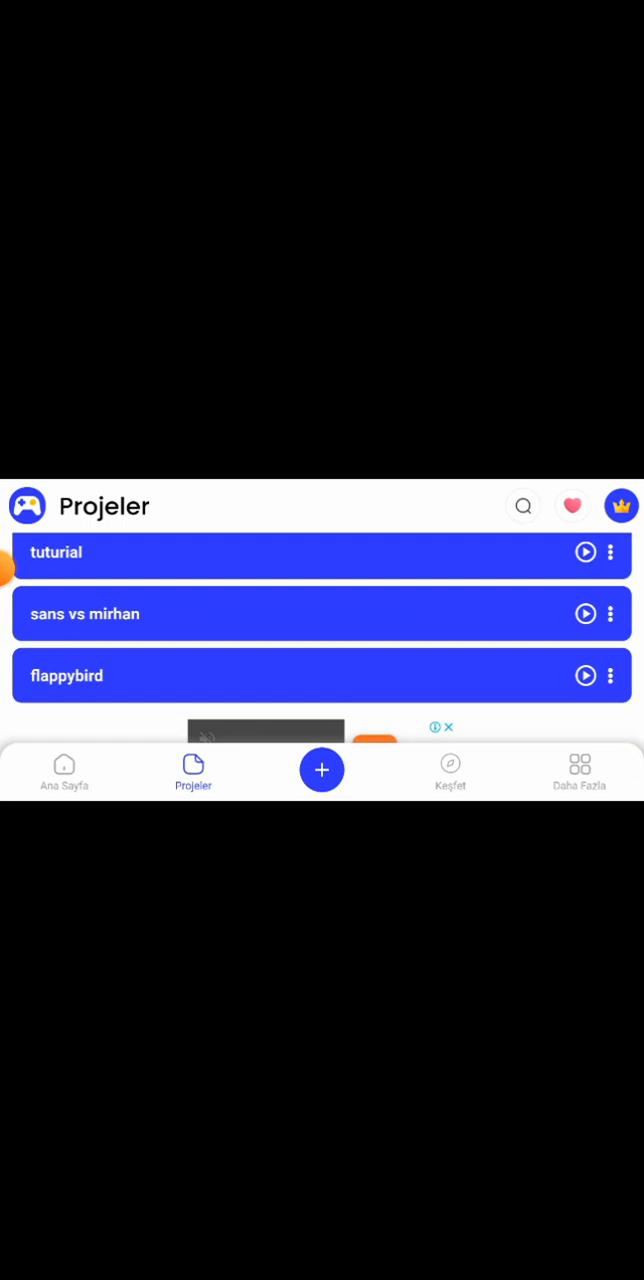 Projeler
tuturial
sans vs mirhan
flappybird
Ana Sayfa
Projeler
Keşfet
Daha Fazla